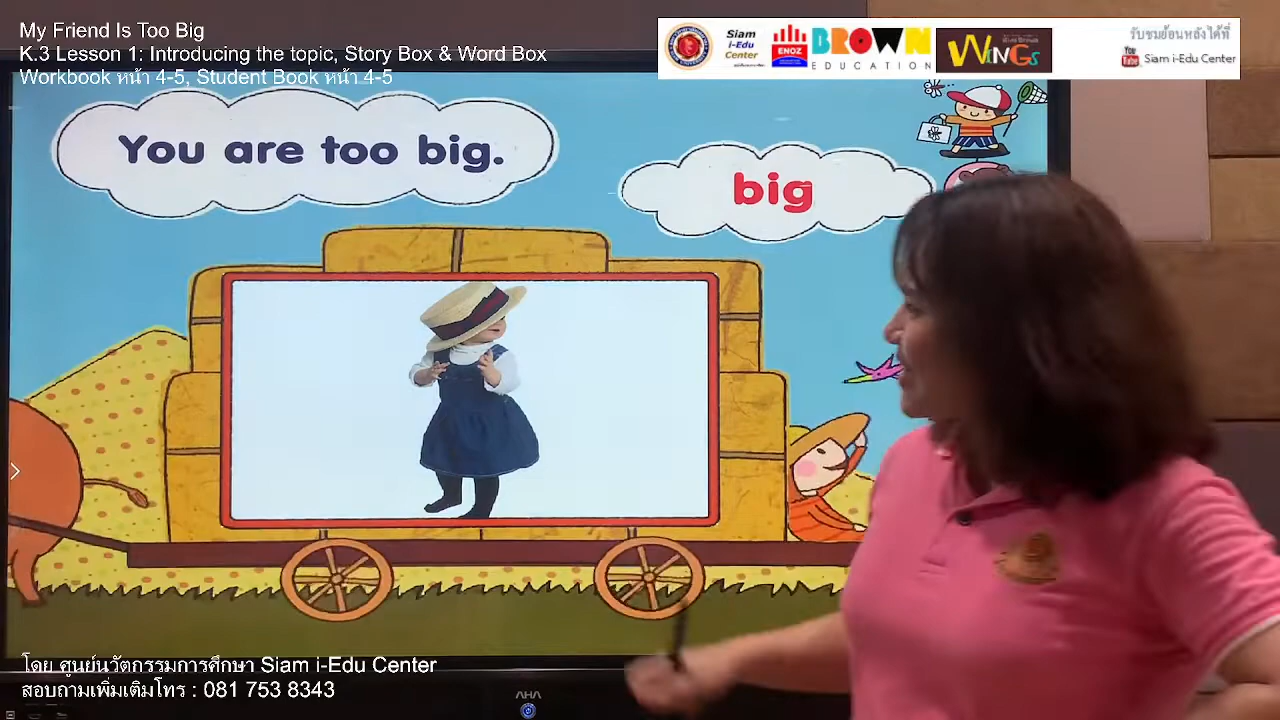 My Friend Is Too Big
K 3 Lesson 1: Introducing the topic, Story Box & Word Box
Workbook หน้า 4-5, Student Book หน้า 4-5
Siam
i-Edu
Center
ENOZ
BROWN
EDUCATION
WINGS
รับชมย้อนหลังได้ที่
You Tube Siam i-Edu Center
You are too big.
big
โดย ศูนย์นวัตกรรมการศึกษา Siam i-Edu Center
สอบถามเพิ่มเติมโทร : 081 753 8343
AHA